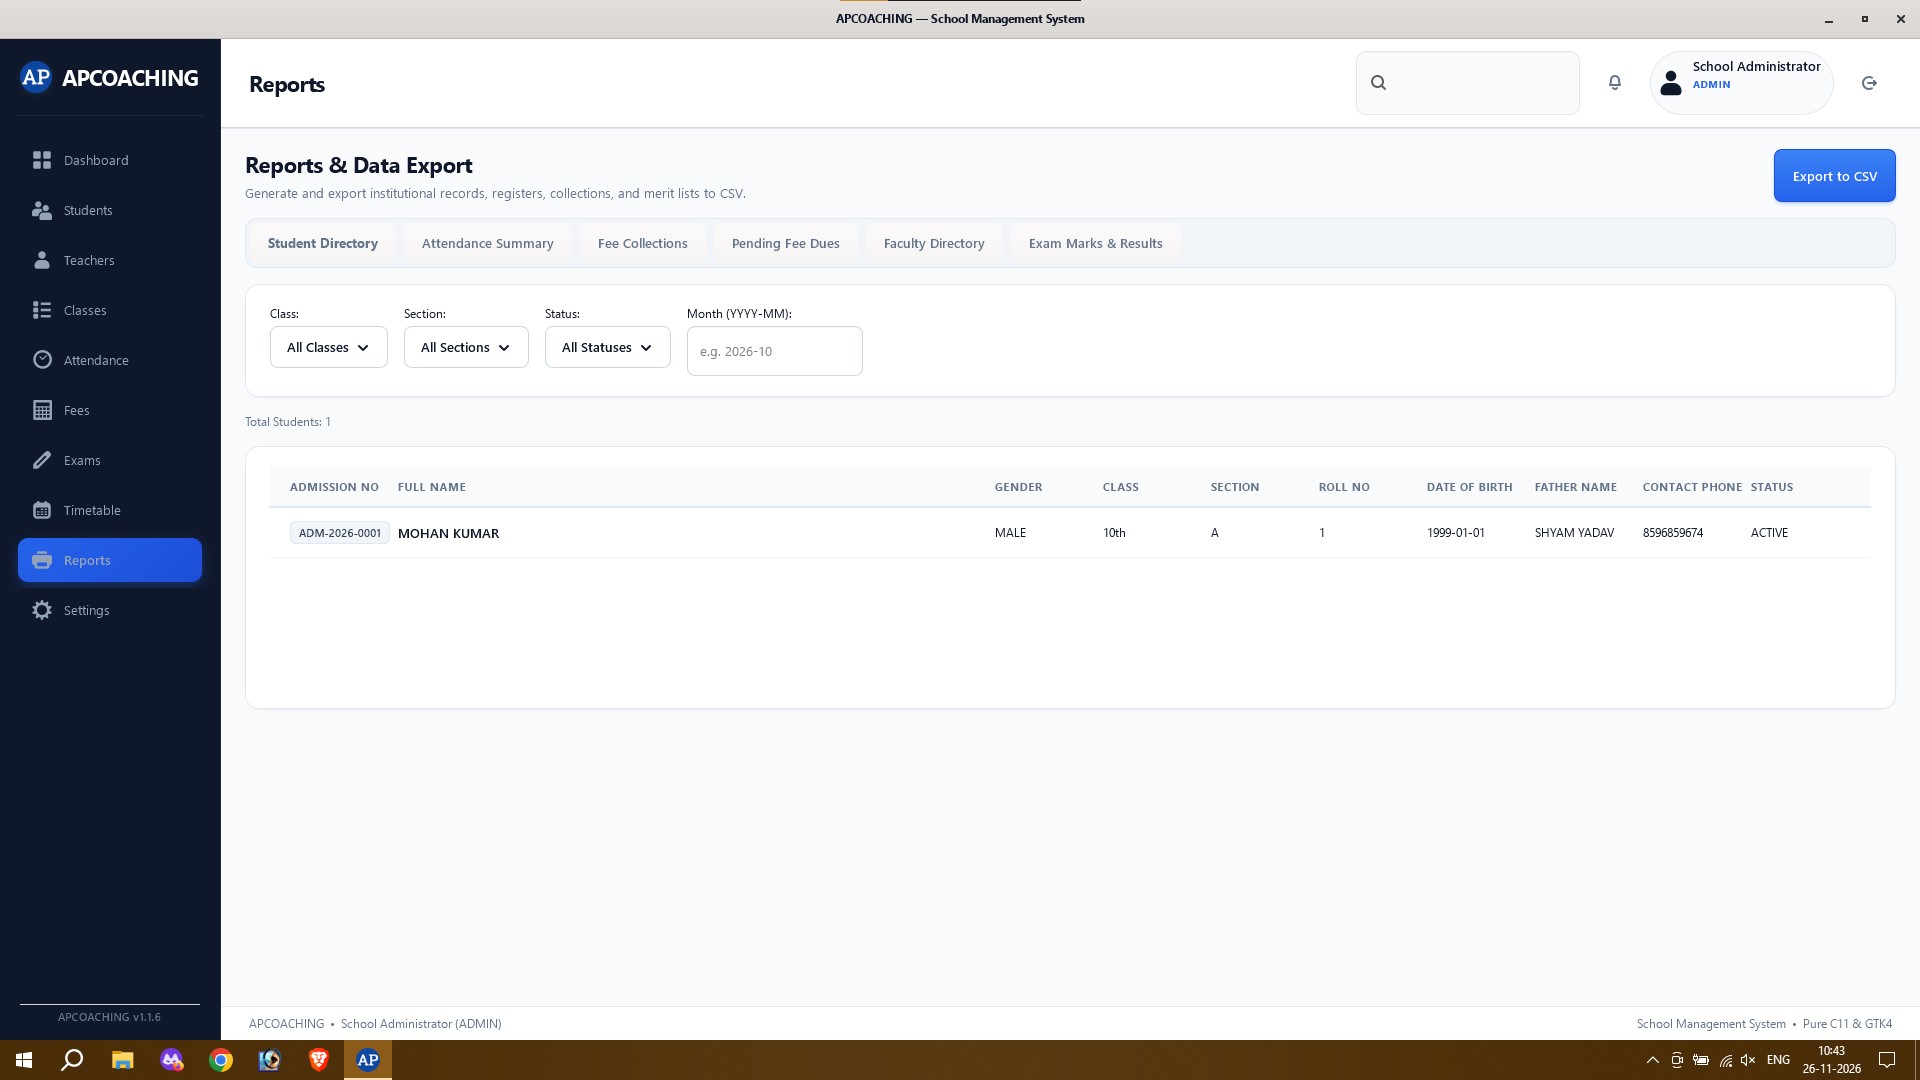 APCOACHING — School Management System
AP APCOACHING
Dashboard
Students
Teachers
Classes
Attendance
Fees
Exams
Timetable
Reports
Settings
APCOACHING v1.1.6
Reports
School Administrator
ADMIN
Reports & Data Export
Generate and export institutional records, registers, collections, and merit lists to CSV.
Export to CSV
Student Directory Attendance Summary Fee Collections Pending Fee Dues Faculty Directory Exam Marks & Results
Class: Section: Status: Month (YYYY-MM):
All Classes All Sections All Statuses e.g. 2026-10
Total Students: 1
ADMISSION NO FULL NAME GENDER CLASS SECTION ROLL NO DATE OF BIRTH FATHER NAME CONTACT PHONE STATUS
ADM-2026-0001 MOHAN KUMAR MALE 10th A 1 1999-01-01 SHYAM YADAV 8596859674 ACTIVE
APCOACHING • School Administrator (ADMIN)
School Management System • Pure C11 & GTK4
AP
ENG
10:43
26-11-2026